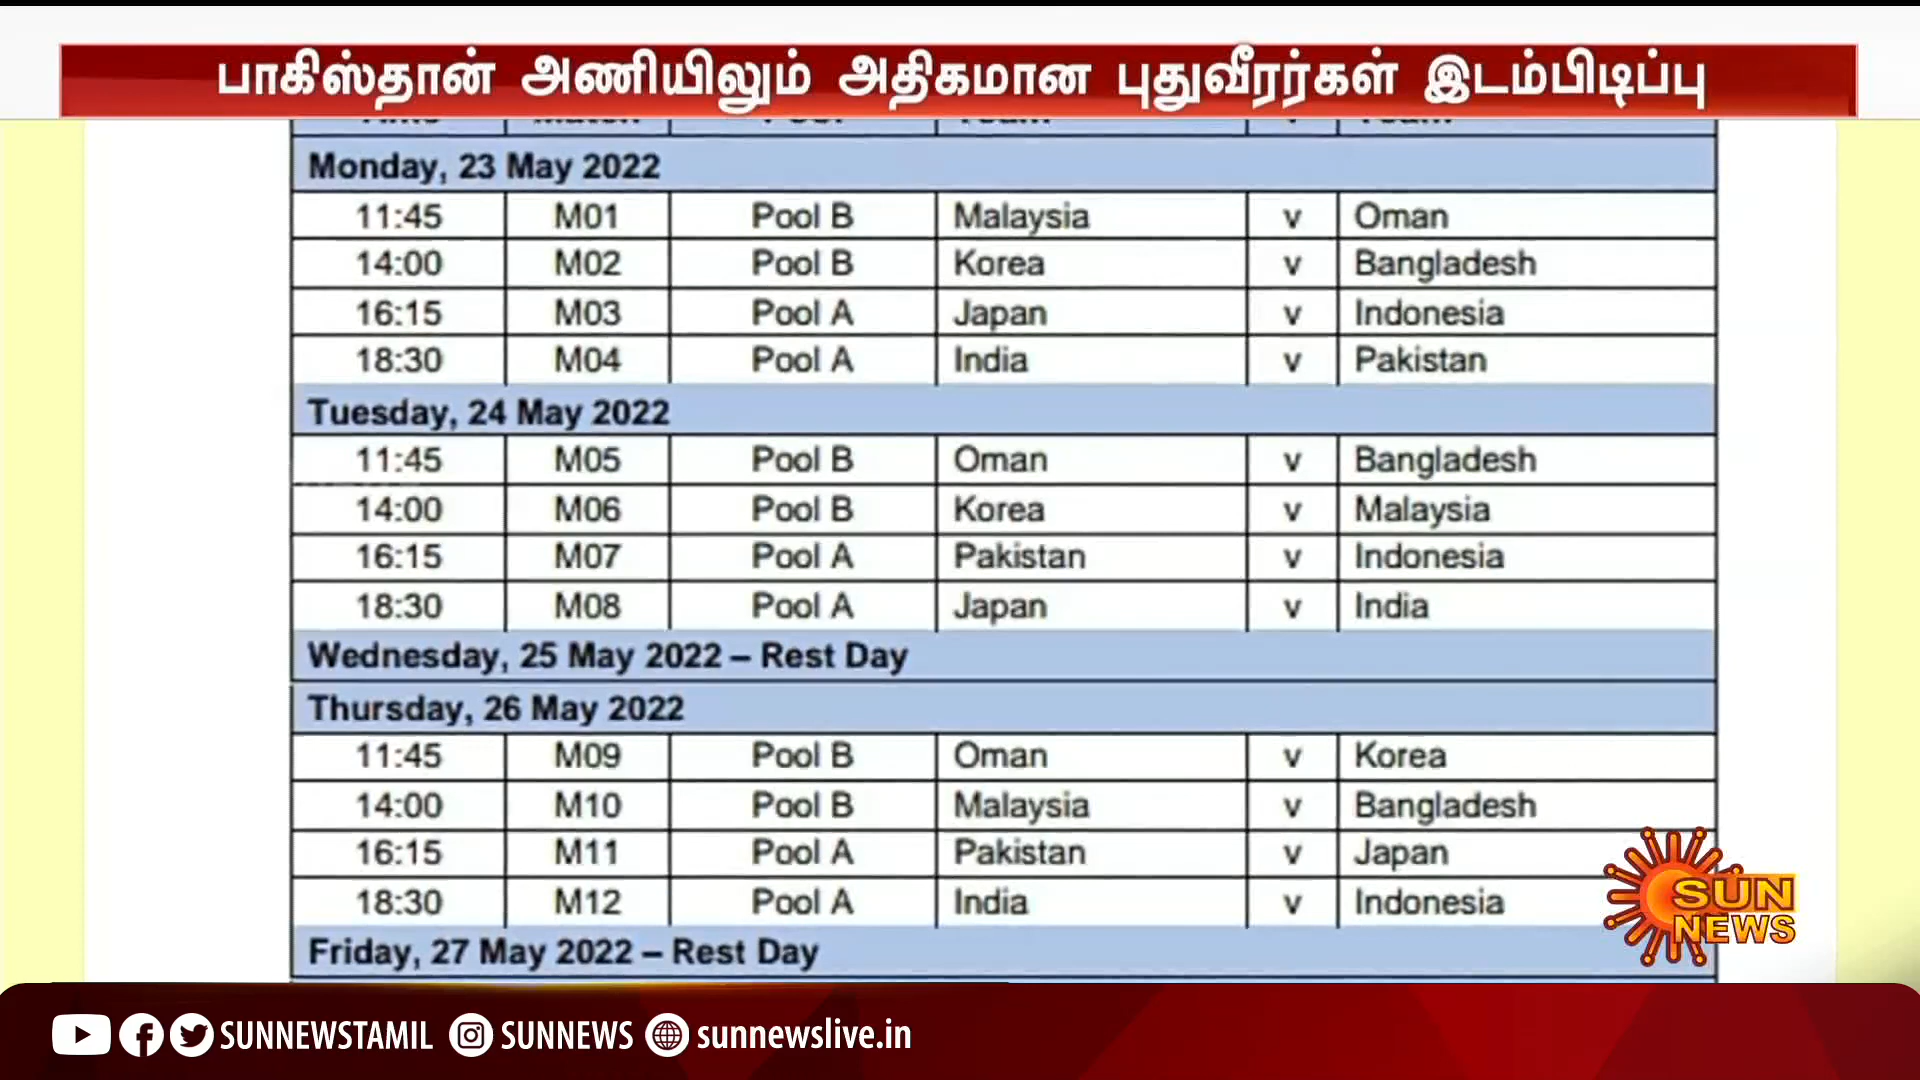 பாகிஸ்தான் அணியிலும் அதிகமான புதுவீரர்கள் இடம்பிடிப்பு
Monday, 23 May 2022
11:45 M01 Pool B Malaysia v Oman
14:00 M02 Pool B Korea v Bangladesh
16:15 M03 Pool A Japan v Indonesia
18:30 M04 Pool A India v Pakistan
Tuesday, 24 May 2022
11:45 M05 Pool B Oman v Bangladesh
14:00 M06 Pool B Korea v Malaysia
16:15 M07 Pool A Pakistan v Indonesia
18:30 M08 Pool A Japan v India
Wednesday, 25 May 2022 – Rest Day
Thursday, 26 May 2022
11:45 M09 Pool B Oman v Korea
14:00 M10 Pool B Malaysia v Bangladesh
16:15 M11 Pool A Pakistan v Japan
18:30 M12 Pool A India v Indonesia
Friday, 27 May 2022 – Rest Day
SUN
NEWS
SUNNEWSTAMIL SUNNEWS sunnewslive.in